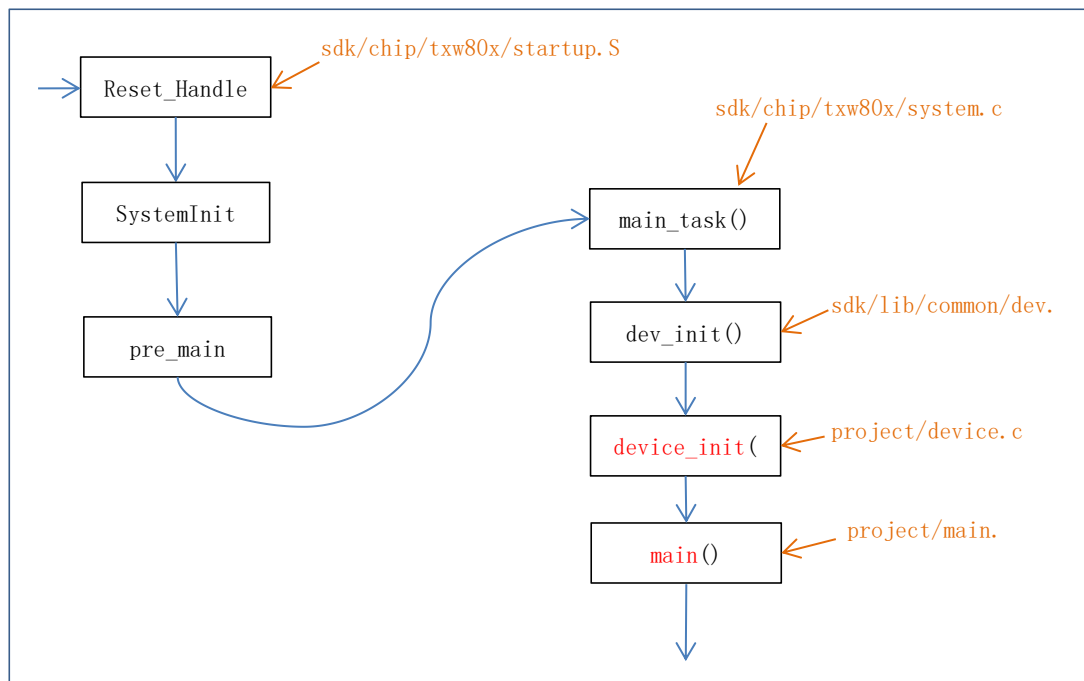 sdk/chip/txw80x/startup.S
Reset_Handle
SystemInit
pre_main
sdk/chip/txw80x/system.c
main_task()
dev_init()
sdk/lib/common/dev.
device_init(
project/device.c
main()
project/main.